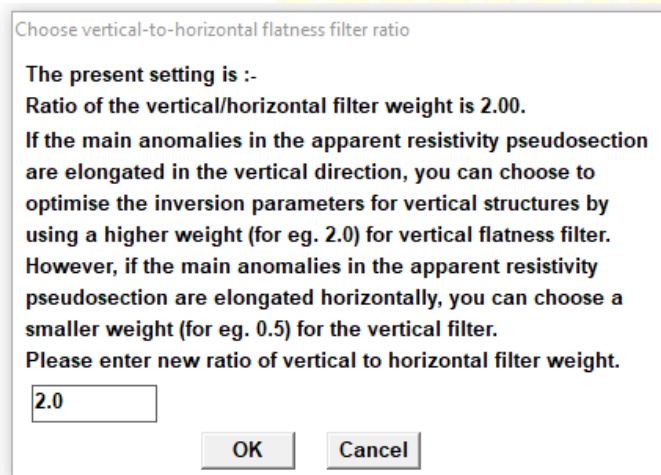 Choose vertical-to-horizontal flatness filter ratio
The present setting is :-
Ratio of the vertical/horizontal filter weight is 2.00.
If the main anomalies in the apparent resistivity pseudosection
are elongated in the vertical direction, you can choose to
optimise the inversion parameters for vertical structures by
using a higher weight (for eg. 2.0) for vertical flatness filter.
However, if the main anomalies in the apparent resistivity
pseudosection are elongated horizontally, you can choose a
smaller weight (for eg. 0.5) for the vertical filter.
Please enter new ratio of vertical to horizontal filter weight.
2.0
OK Cancel